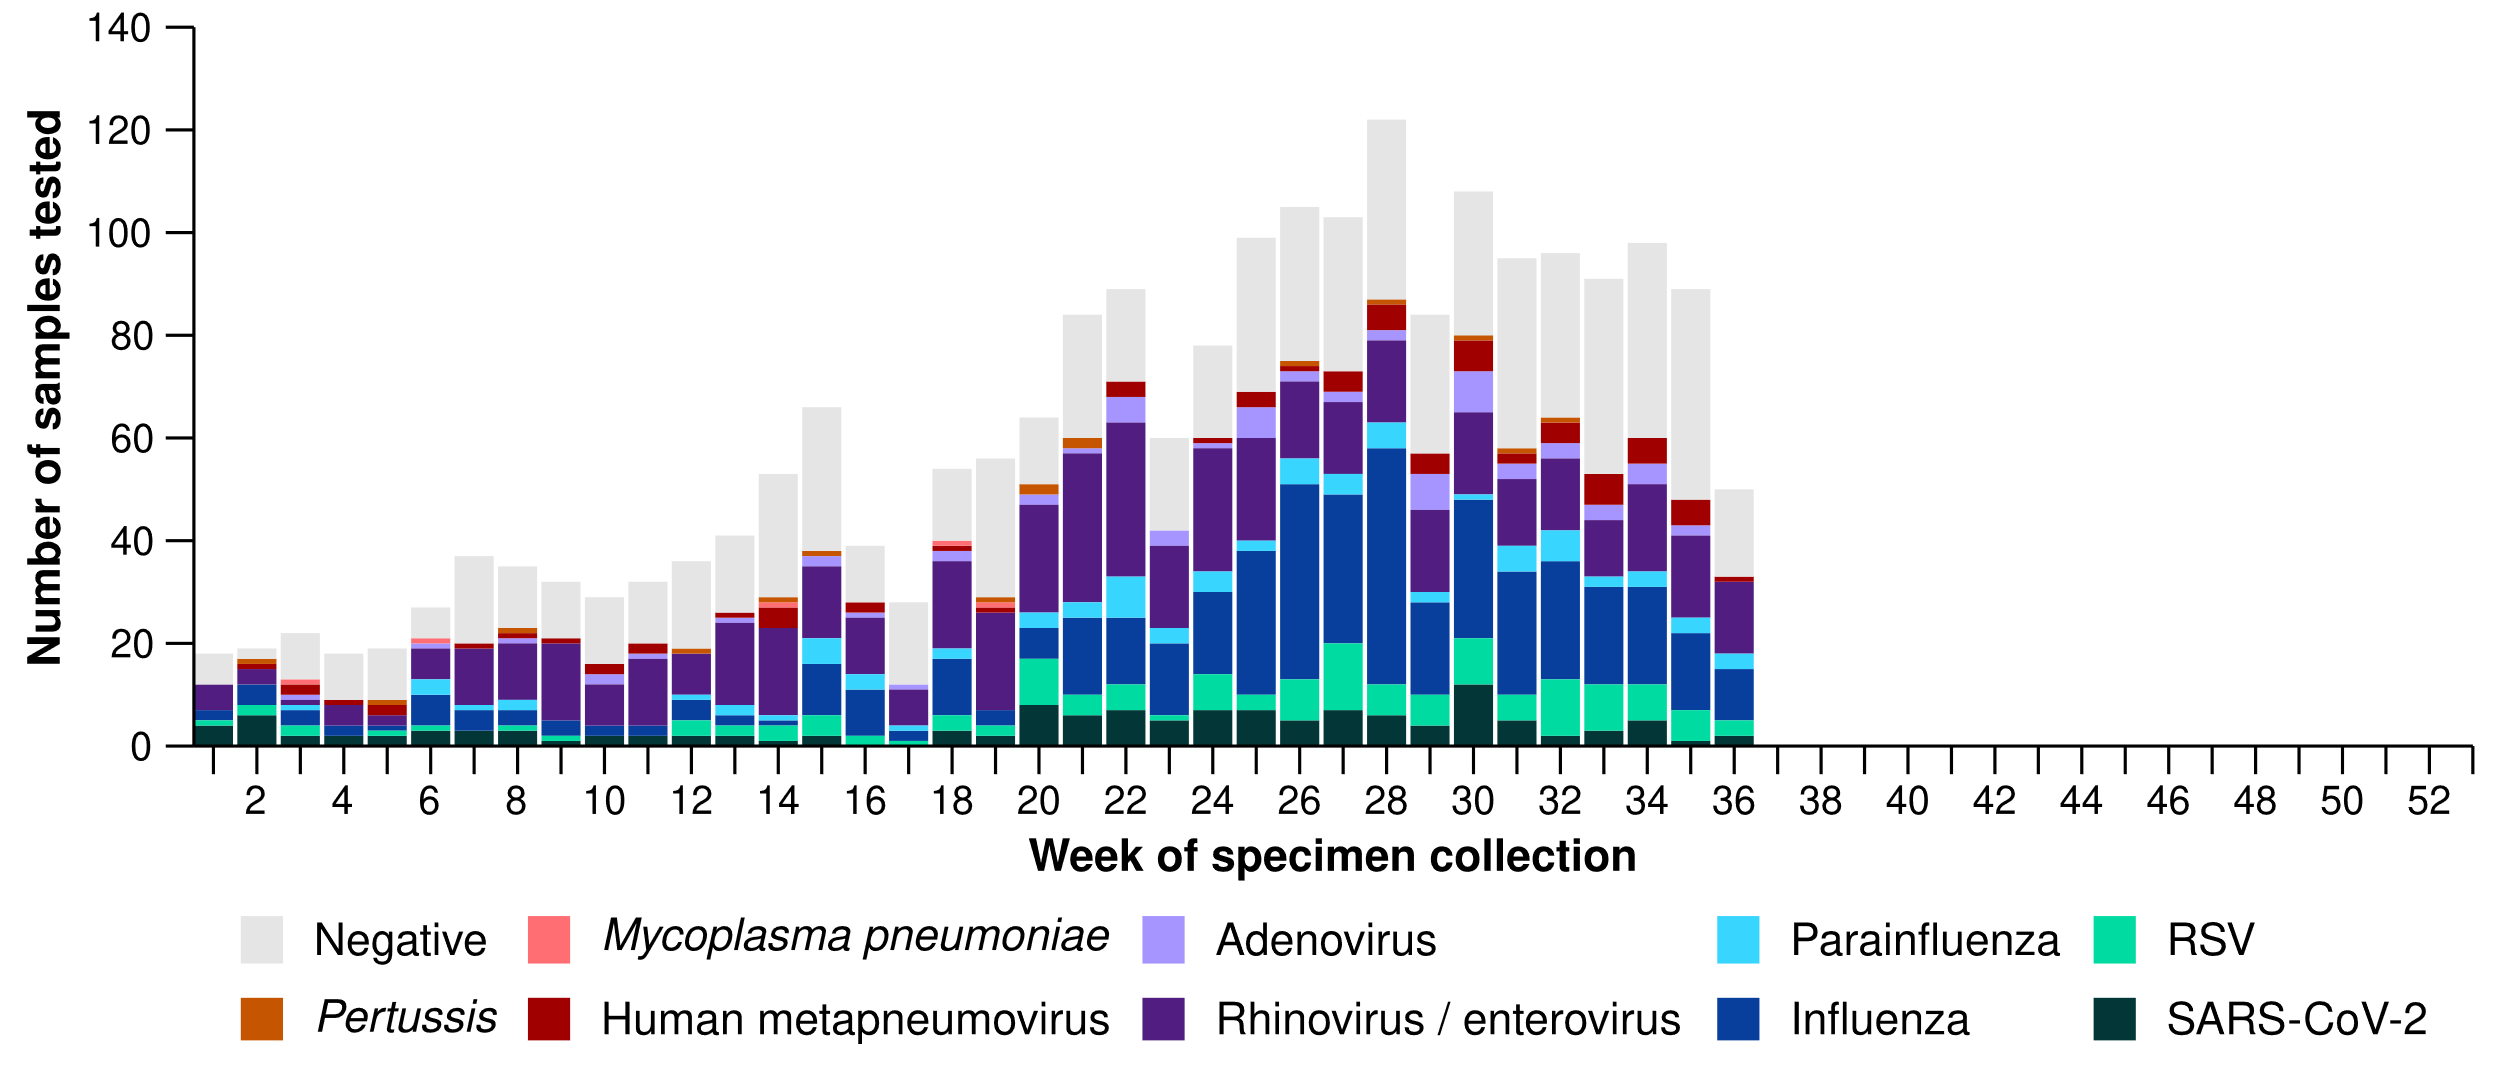 140
120
100
80
60
40
20
0
Number of samples tested
2 4 6 8 10 12 14 16 18 20 22 24 26 28 30 32 34 36 38 40 42 44 46 48 50 52
Week of specimen collection
Negative Mycoplasma pneumoniae Adenovirus Parainfluenza RSV
Pertussis Human metapneumovirus Rhinovirus / enterovirus Influenza SARS-CoV-2